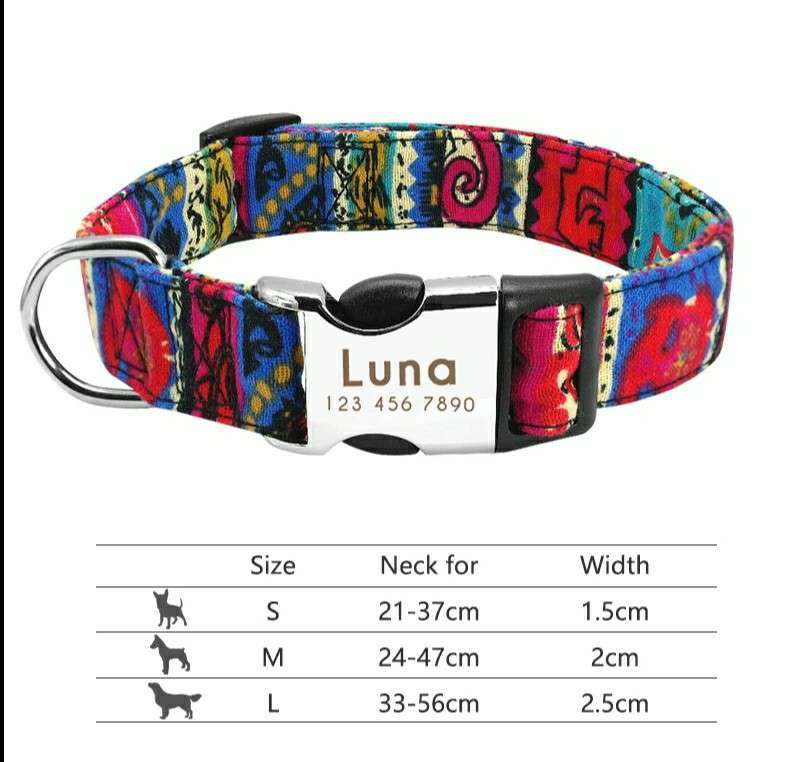 Luna
123 456 7890
Size Neck for Width
S 21-37cm 1.5cm
M 24-47cm 2cm
L 33-56cm 2.5cm